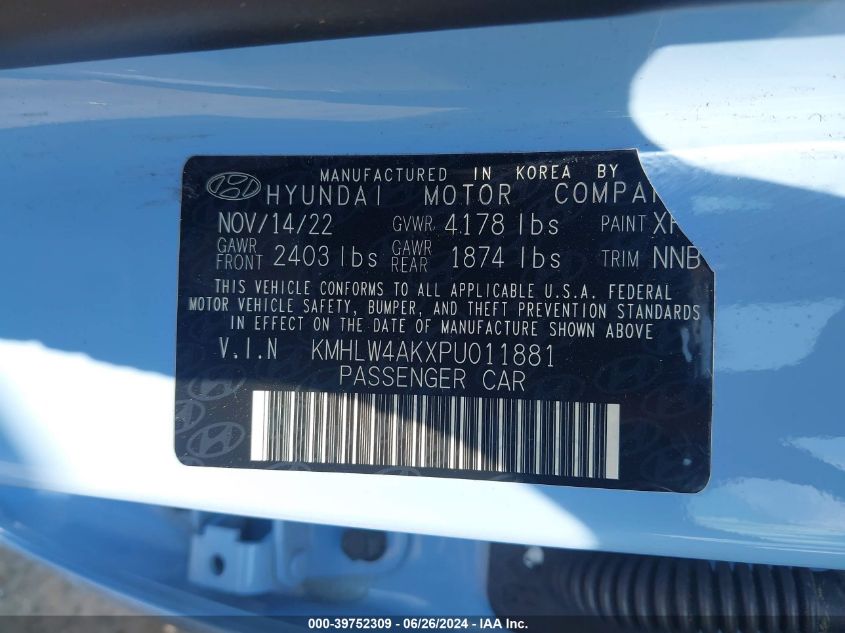 MANUFACTURED IN KOREA BY
HYUNDAI MOTOR
NOV/14/22 GVWR 4178 lbs PAINT
GAWR FRONT 2403 lbs GAWR REAR 1874 lbs TRIM NNB
THIS VEHICLE CONFORMS TO ALL APPLICABLE U.S.A. FEDERAL
MOTOR VEHICLE SAFETY, BUMPER, AND THEFT PREVENTION STANDARDS
IN EFFECT ON THE DATE OF MANUFACTURE SHOWN ABOVE
V.I.N KMHLW4AKXPU011881
PASSENGER CAR
000-39752309 - 06/26/2024 - IAA Inc.